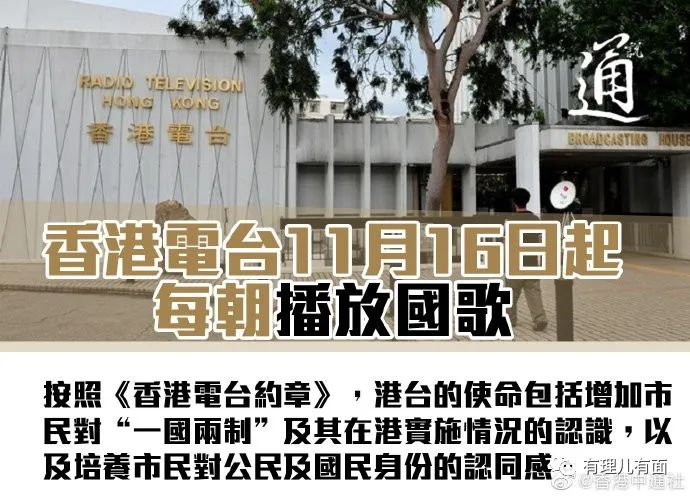 RADIO TELEVISION
HONG KONG
香港電台
通訊
BROADCASTING HOUSE
香港電台11月16日起
每朝播放國歌
按照《香港電台約章》，港台的使命包括增加市
民對“一國兩制”及其在港實施情況的認識，以
及培養市民對公民及國民身份的認同感
有理儿有面
@香港中通社